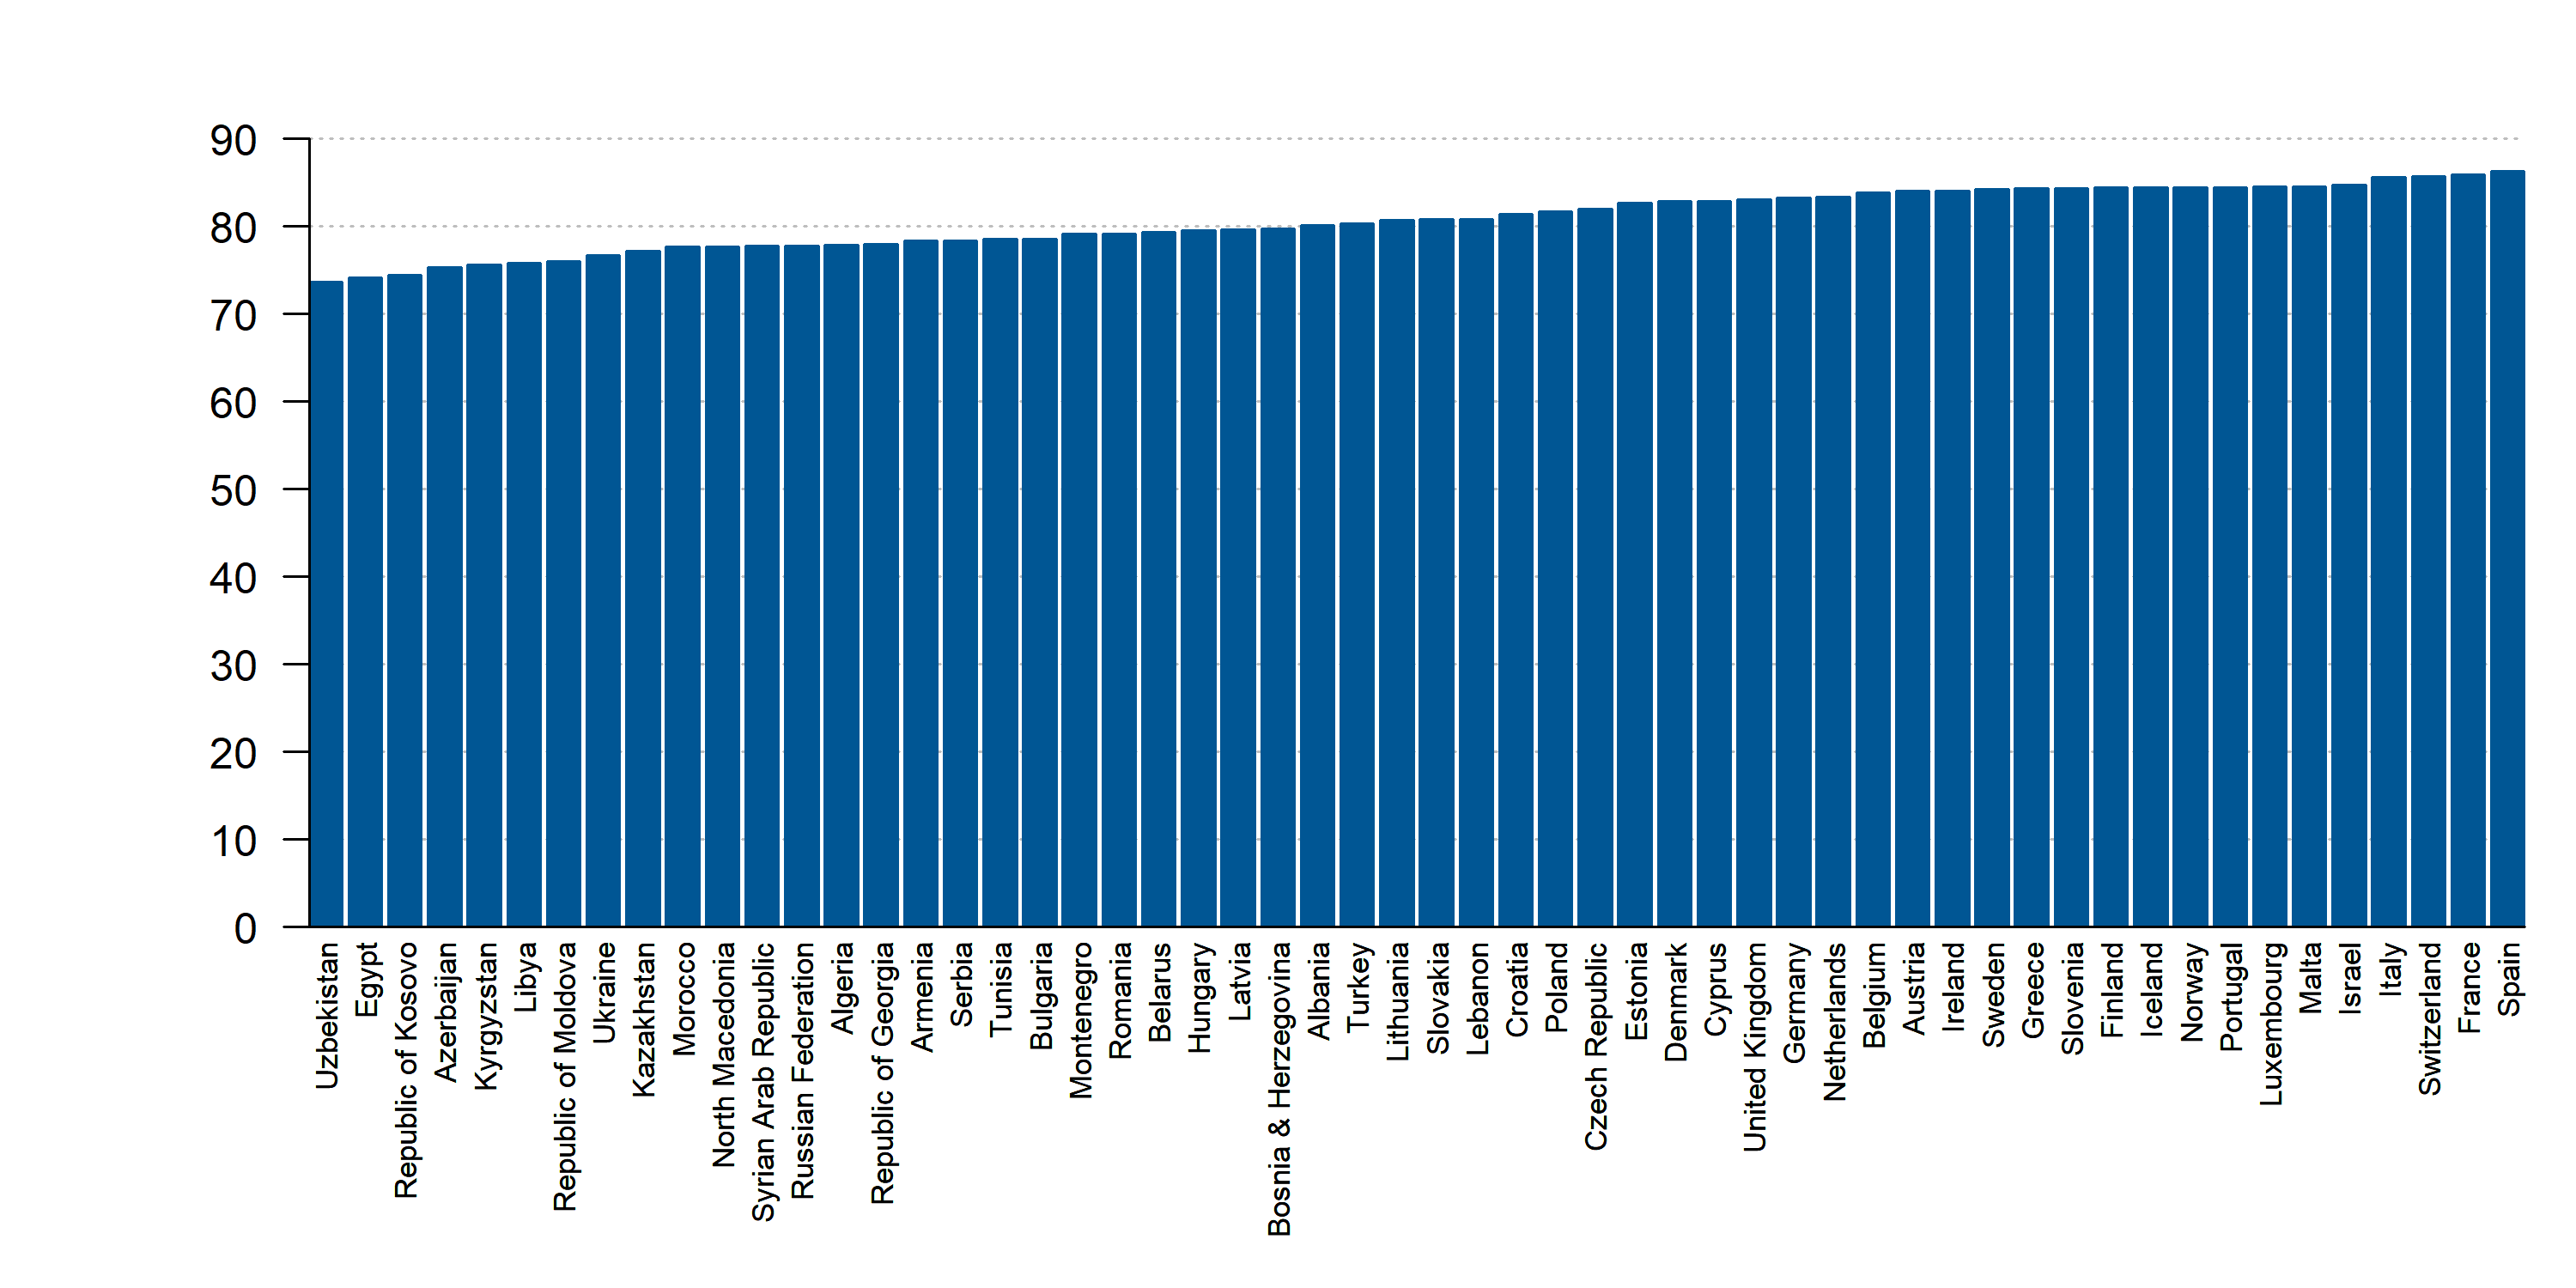 90
80
70
60
50
40
30
20
10
0
Uzbekistan
Egypt
Republic of Kosovo
Azerbaijan
Kyrgyzstan
Libya
Republic of Moldova
Ukraine
Kazakhstan
Morocco
North Macedonia
Syrian Arab Republic
Russian Federation
Algeria
Republic of Georgia
Armenia
Serbia
Tunisia
Bulgaria
Montenegro
Romania
Belarus
Hungary
Latvia
Bosnia & Herzegovina
Albania
Turkey
Lithuania
Slovakia
Lebanon
Croatia
Poland
Czech Republic
Estonia
Denmark
Cyprus
United Kingdom
Germany
Netherlands
Belgium
Austria
Ireland
Sweden
Greece
Slovenia
Finland
Iceland
Norway
Portugal
Luxembourg
Malta
Israel
Italy
Switzerland
France
Spain